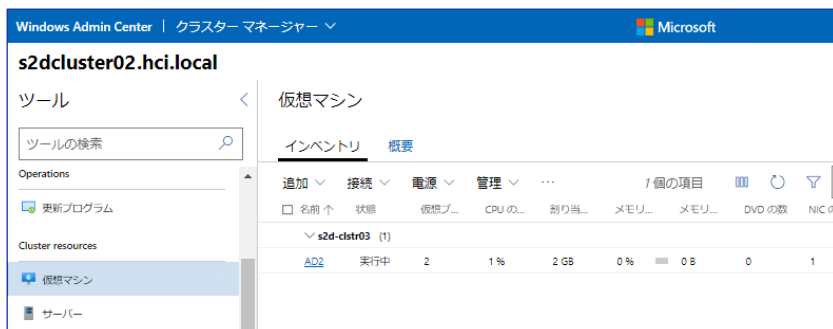 Windows Admin Center | クラスター マネージャー
Microsoft
s2dcluster02.hci.local
ツール
ツールの検索
Operations
更新プログラム
Cluster resources
仮想マシン
サーバー
仮想マシン
インベントリ 概要
追加 接続 電源 管理 … 1 個の項目
名前 状態 仮想プ... CPU の... 割り当... メモリ... メモリ... DVD の数 NIC の
s2d-clstr03 (1)
AD2 実行中 2 1 % 2 GB 0 % 0 B 0 1